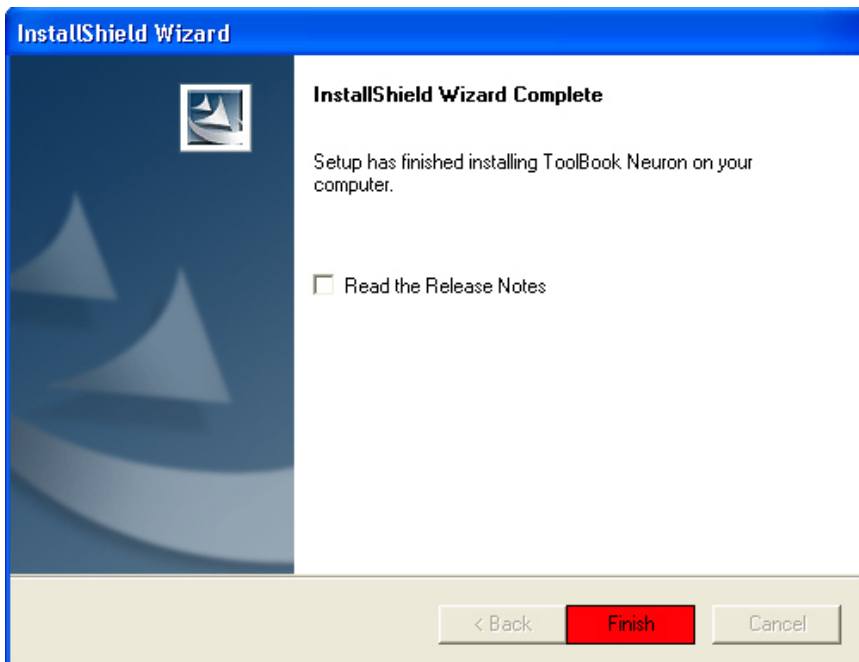 InstallShield Wizard
InstallShield Wizard Complete
Setup has finished installing ToolBook Neuron on your
computer.
Read the Release Notes
< Back
Finish
Cancel